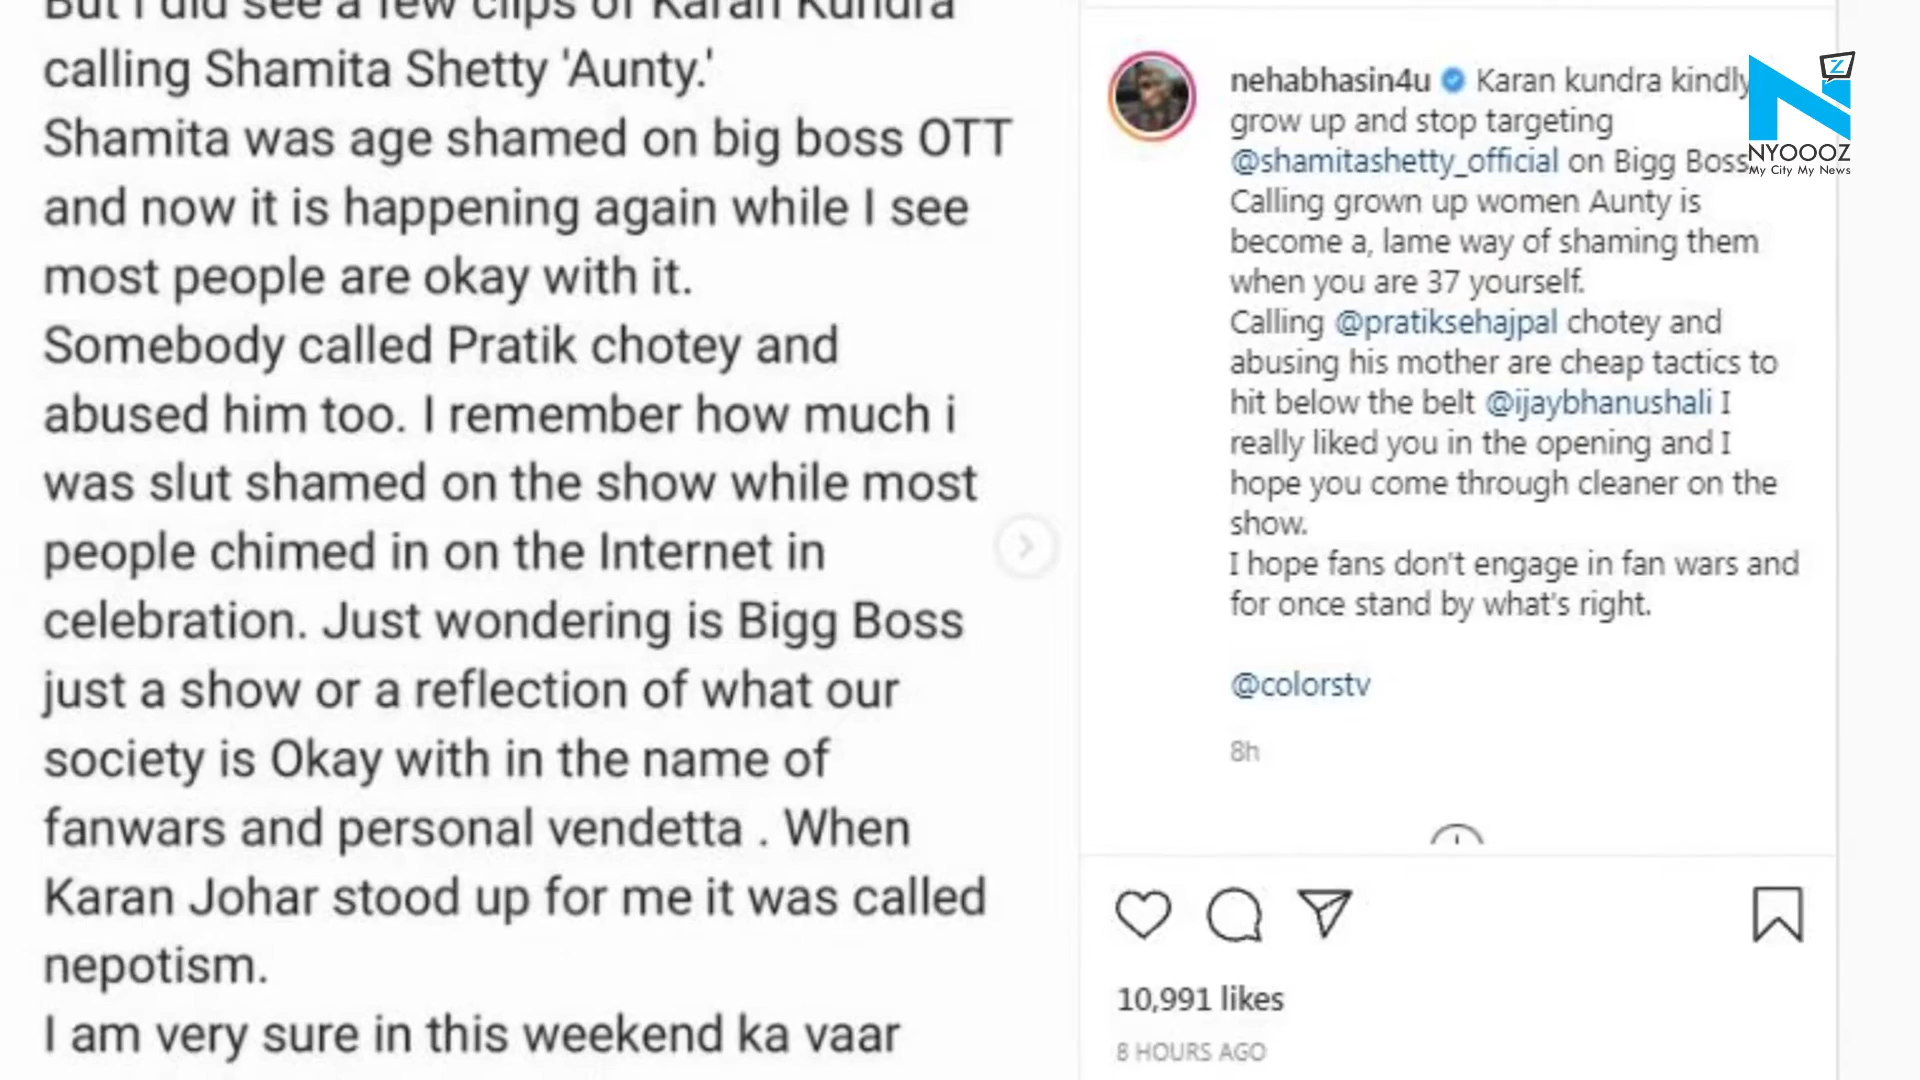 But I did see a few clips of Karan Kundra
calling Shamita Shetty 'Aunty.'
Shamita was age shamed on big boss OTT
and now it is happening again while I see
most people are okay with it.
Somebody called Pratik chotey and
abused him too. I remember how much i
was slut shamed on the show while most
people chimed in on the Internet in
celebration. Just wondering is Bigg Boss
just a show or a reflection of what our
society is Okay with in the name of
fanwars and personal vendetta . When
Karan Johar stood up for me it was called
nepotism.
I am very sure in this weekend ka vaar
nehabhasin4u Karan kundra kindly
grow up and stop targeting
@shamitashetty_official on Bigg Boss
Calling grown up women Aunty is
become a, lame way of shaming them
when you are 37 yourself.
Calling @pratiksehajpal chotey and
abusing his mother are cheap tactics to
hit below the belt @ijaybhanushali I
really liked you in the opening and I
hope you come through cleaner on the
show.
I hope fans don't engage in fan wars and
for once stand by what's right.
@colorstv
8h
10,991 likes
8 HOURS AGO
Z
NYOOOZ
My City My News